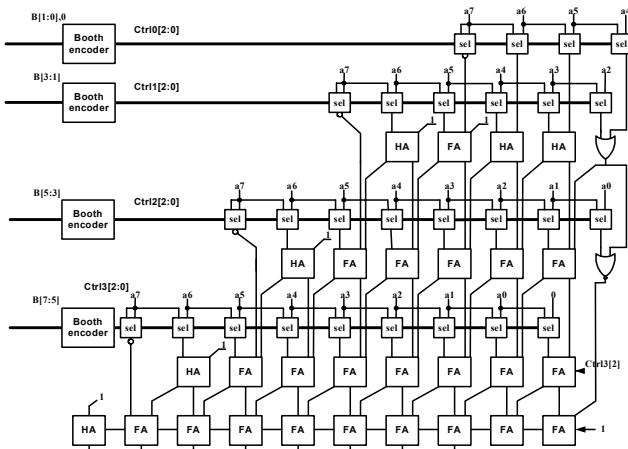 B[1:0],0
Booth encoder
Ctrl0[2:0]
a7 a6 a5 a4
sel sel sel sel
B[3:1]
Booth encoder
Ctrl1[2:0]
a7 a6 a5 a4 a3 a2
sel sel sel sel sel sel
1 1
HA FA HA
B[5:3]
Booth encoder
Ctrl2[2:0]
a7 a6 a5 a4 a3 a2 a1 a0
sel sel sel sel sel sel sel sel
1
HA FA FA FA FA FA
B[7:5]
Booth encoder
Ctrl3[2:0]
a7 a6 a5 a4 a3 a2 a1 a0 0
sel sel sel sel sel sel sel sel sel
1
HA FA FA FA FA FA FA FA
Ctrl3[2]
1
HA FA FA FA FA FA FA FA FA FA
1